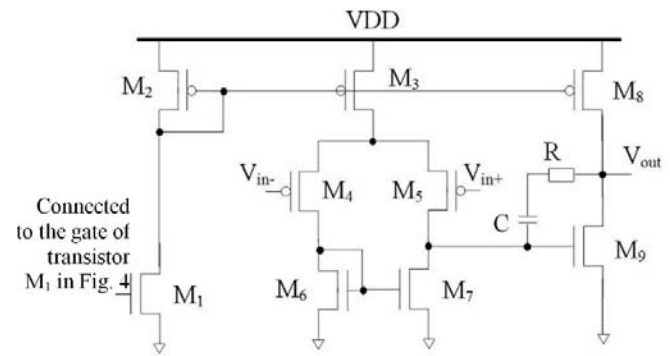 VDD
M2
M3
M8
R
Vout
Vin-
M4
M5
Vin+
Connected
to the gate of
transistor
M1 in Fig. 4
C
M9
M1
M6
M7